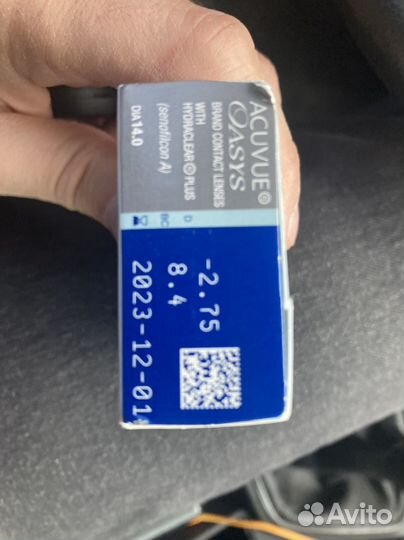 ACUVUE®
OASYS
BRAND CONTACT LENSES
WITH
HYDRACLEAR® PLUS
(senofilcon A)
DIA 14.0
D -2.75
BC 8.4
2023-12-01
Avito